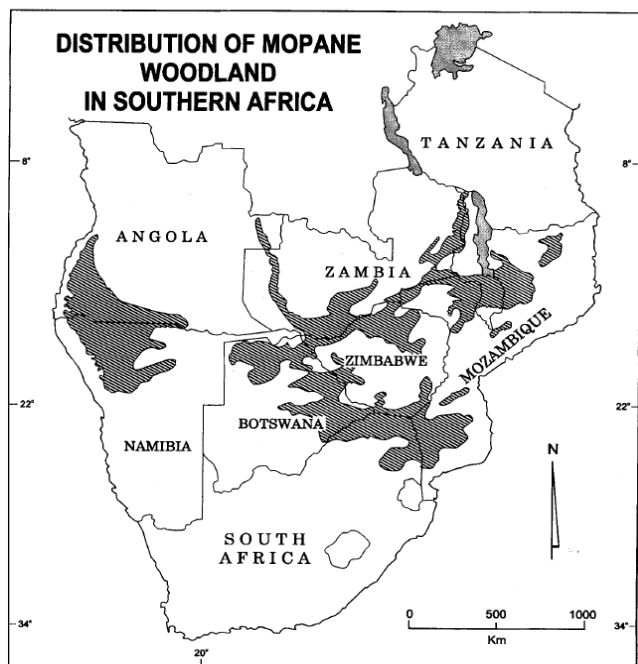 DISTRIBUTION OF MOPANE
WOODLAND
IN SOUTHERN AFRICA
TANZANIA
8°
8°
ANGOLA
ZAMBIA
MOZAMBIQUE
ZIMBABWE
22°
22°
BOTSWANA
NAMIBIA
N
SOUTH
AFRICA
0 500 1000
Km
34°
34°
20°